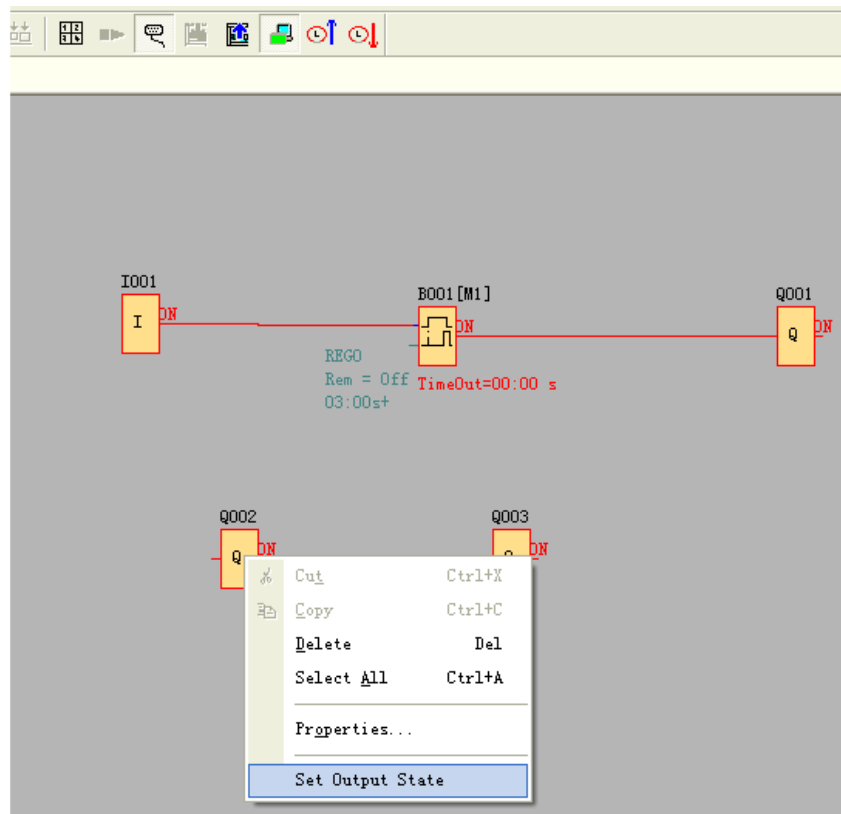 I001
I
ON
B001[M1]
ON
REGO
Rem = Off
03:00s+
TimeOut=00:00 s
Q001
Q
ON
Q002
Q
ON
Q003
ON
Cut Ctrl+X
Copy Ctrl+C
Delete Del
Select All Ctrl+A
Properties...
Set Output State